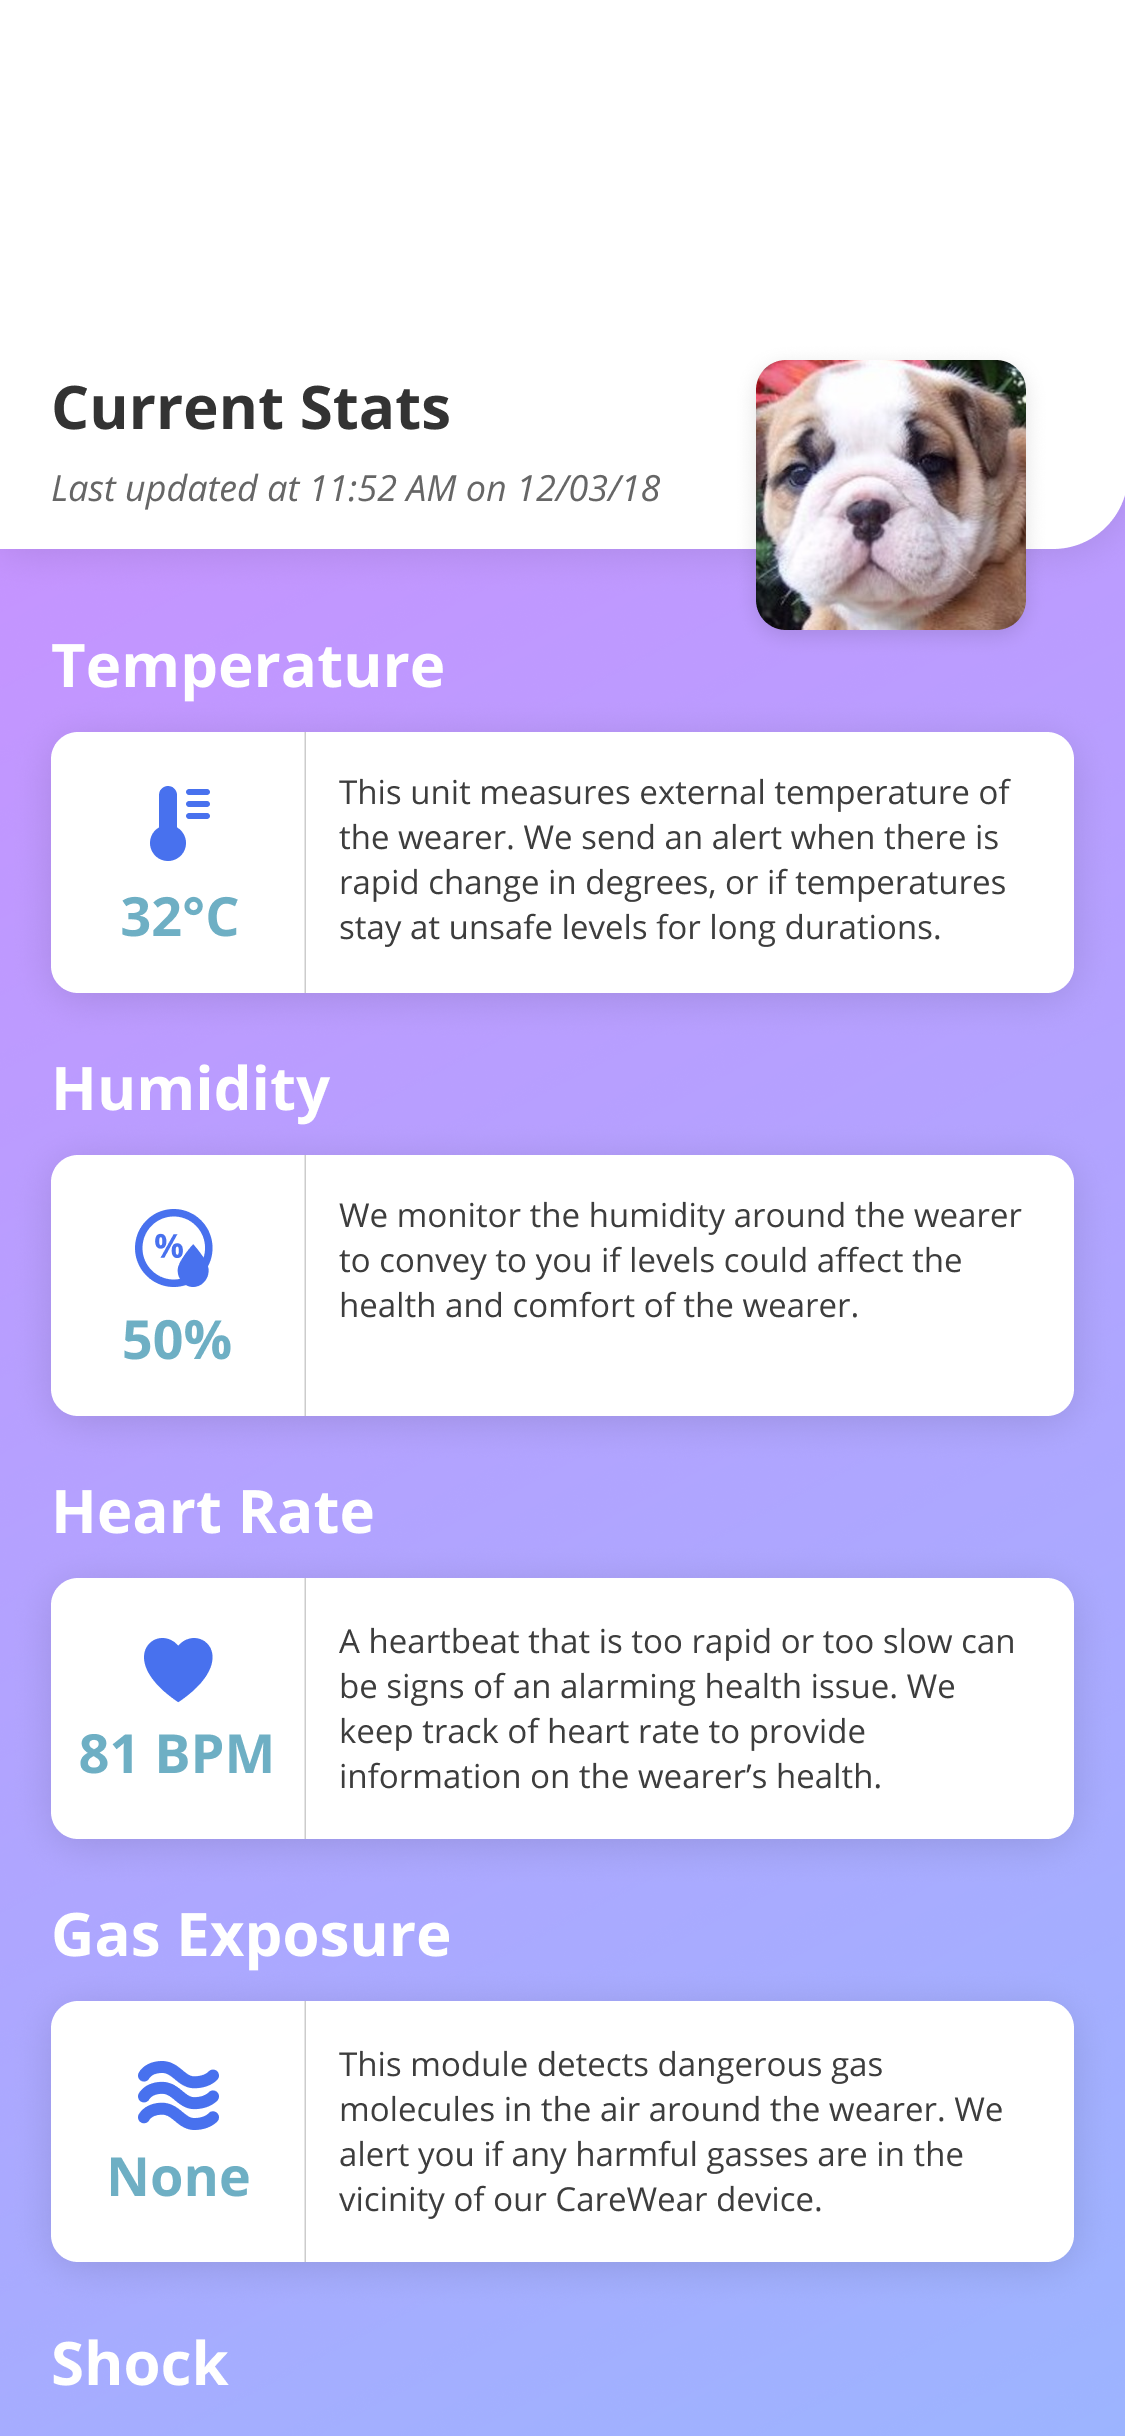 Current Stats
Last updated at 11:52 AM on 12/03/18
Temperature
32°C
This unit measures external temperature of
the wearer. We send an alert when there is
rapid change in degrees, or if temperatures
stay at unsafe levels for long durations.
Humidity
%
50%
We monitor the humidity around the wearer
to convey to you if levels could affect the
health and comfort of the wearer.
Heart Rate
81 BPM
A heartbeat that is too rapid or too slow can
be signs of an alarming health issue. We
keep track of heart rate to provide
information on the wearer’s health.
Gas Exposure
None
This module detects dangerous gas
molecules in the air around the wearer. We
alert you if any harmful gasses are in the
vicinity of our CareWear device.
Shock